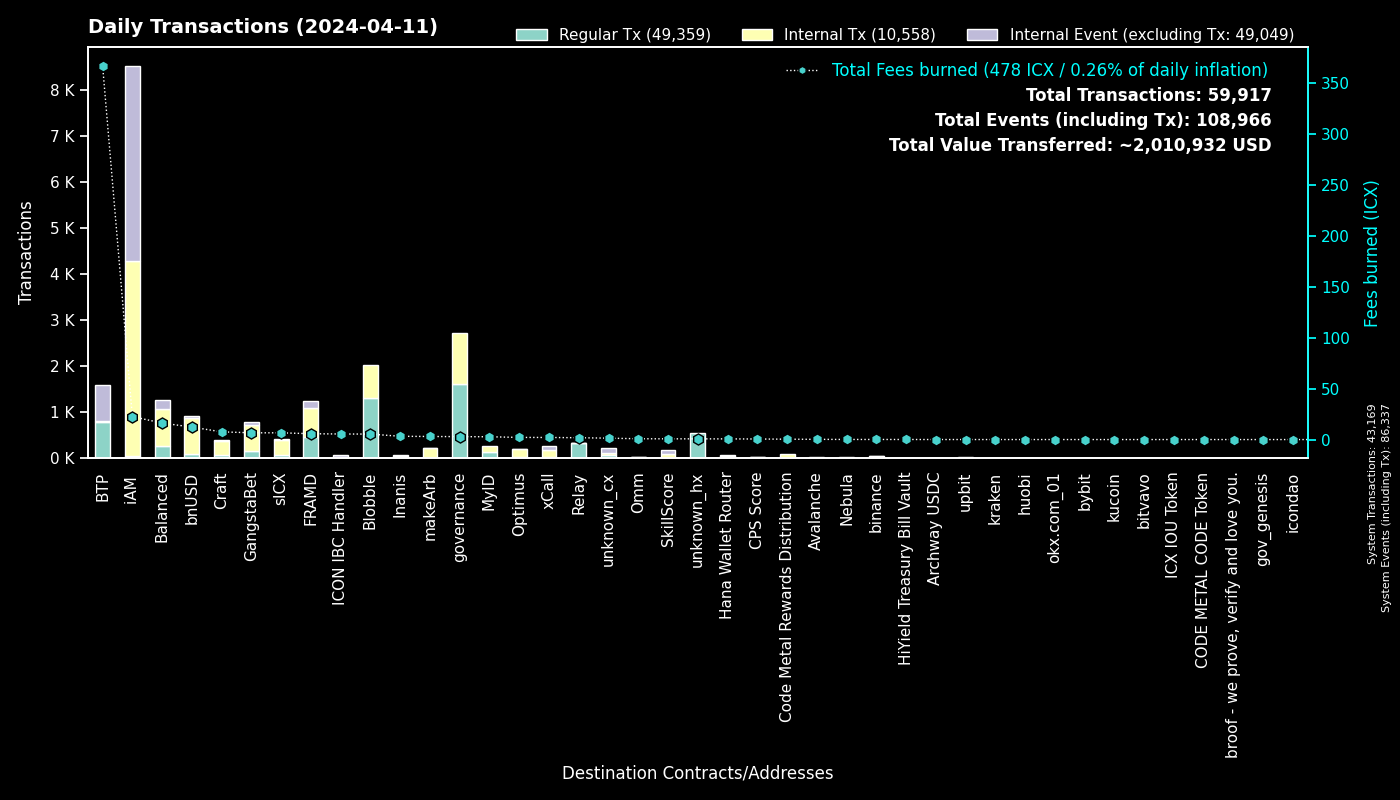 Daily Transactions (2024-04-11)
Regular Tx (49,359)
Internal Tx (10,558)
Internal Event (excluding Tx: 49,049)
Total Fees burned (478 ICX / 0.26% of daily inflation)
Total Transactions: 59,917
Total Events (including Tx): 108,966
Total Value Transferred: ~2,010,932 USD
Transactions
8 K
7 K
6 K
5 K
4 K
3 K
2 K
1 K
0 K
350
300
250
200
150
100
50
0
Fees burned (ICX)
System Transactions: 43,169
System Events (including Tx): 86,337
BTP
iAM
Balanced
bnUSD
Craft
GangstaBet
sICX
FRAMD
ICON IBC Handler
Blobble
Inanis
makeArb
governance
MyID
Optimus
xCall
Relay
unknown_cx
Omm
SkillScore
unknown_hx
Hana Wallet Router
CPS Score
Code Metal Rewards Distribution
Avalanche
Nebula
binance
HiYield Treasury Bill Vault
Archway USDC
upbit
kraken
huobi
okx.com_01
bybit
kucoin
bitvavo
ICX IOU Token
CODE METAL CODE Token
broof - we prove, verify and love you.
gov_genesis
icondao
Destination Contracts/Addresses